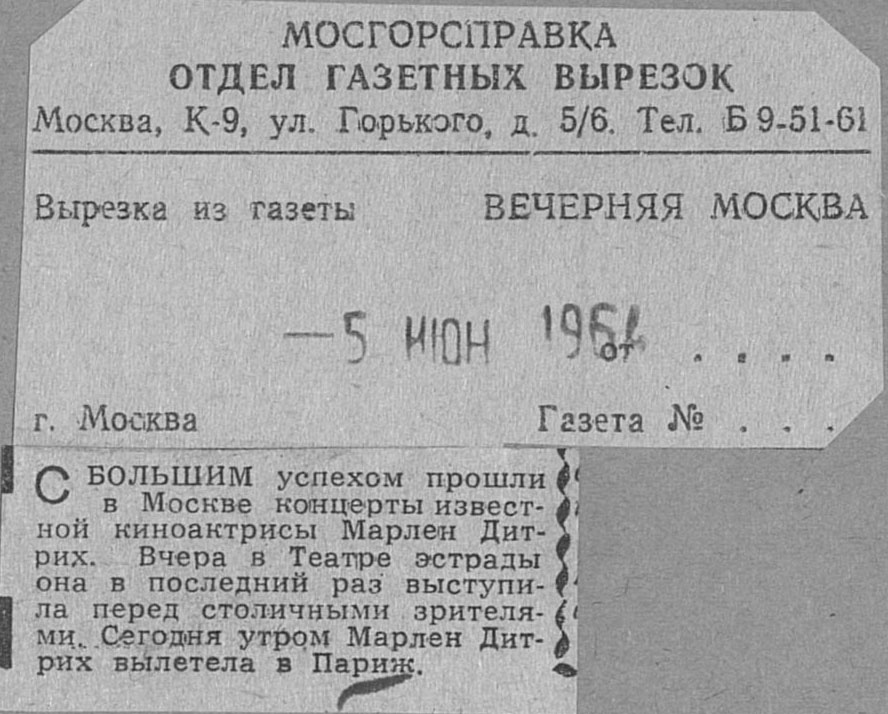 МОСГОРСПРАВКА
ОТДЕЛ ГАЗЕТНЫХ ВЫРЕЗОК
Москва, К-9, ул. Горького, д. 5/6. Тел. Б 9-51-61
Вырезка из газеты ВЕЧЕРНЯЯ МОСКВА
—5 ИЮН 1964
от . . . .
г. Москва Газета № . . .
С БОЛЬШИМ успехом прошли
в Москве концерты извест-
ной киноактрисы Марлен Дит-
рих. Вчера в Театре эстрады
она в последний раз выступи-
ла перед столичными зрителя-
ми. Сегодня утром Марлен Дит-
рих вылетела в Париж.